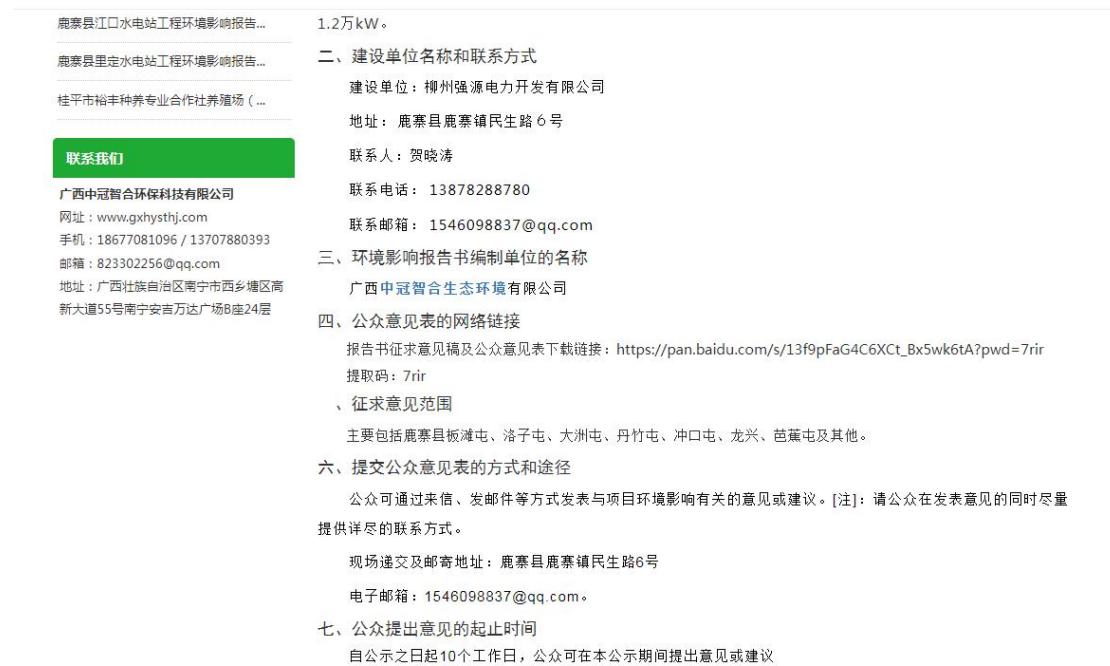 鹿寨县江口水电站工程环境影响报告...
鹿寨县里定水电站工程环境影响报告...
桂平市裕丰种养专业合作社养殖场（...
联系我们
广西中冠智合环保科技有限公司
网址：www.gxhysthj.com
手机：18677081096 / 13707880393
邮箱：823302256@qq.com
地址：广西壮族自治区南宁市西乡塘区高
新大道55号南宁安吉万达广场B座24层
1.2万kW。
二、建设单位名称和联系方式
建设单位：柳州强源电力开发有限公司
地址： 鹿寨县鹿寨镇民生路６号
联系人：贺晓涛
联系电话： 13878288780
联系邮箱： 1546098837@qq.com
三、环境影响报告书编制单位的名称
广西中冠智合生态环境有限公司
四、公众意见表的网络链接
报告书征求意见稿及公众意见表下载链接：https://pan.baidu.com/s/13f9pFaG4C6XCt_Bx5wk6tA?pwd=7rir
提取码：7rir
、征求意见范围
主要包括鹿寨县板滩屯、洛子屯、大洲屯、丹竹屯、冲口屯、龙兴、芭蕉屯及其他。
六、提交公众意见表的方式和途径
公众可通过来信、发邮件等方式发表与项目环境影响有关的意见或建议。[注]：请公众在发表意见的同时尽量
提供详尽的联系方式。
现场递交及邮寄地址：鹿寨县鹿寨镇民生路6号
电子邮箱：1546098837@qq.com。
七、公众提出意见的起止时间
自公示之日起10个工作日，公众可在本公示期间提出意见或建议